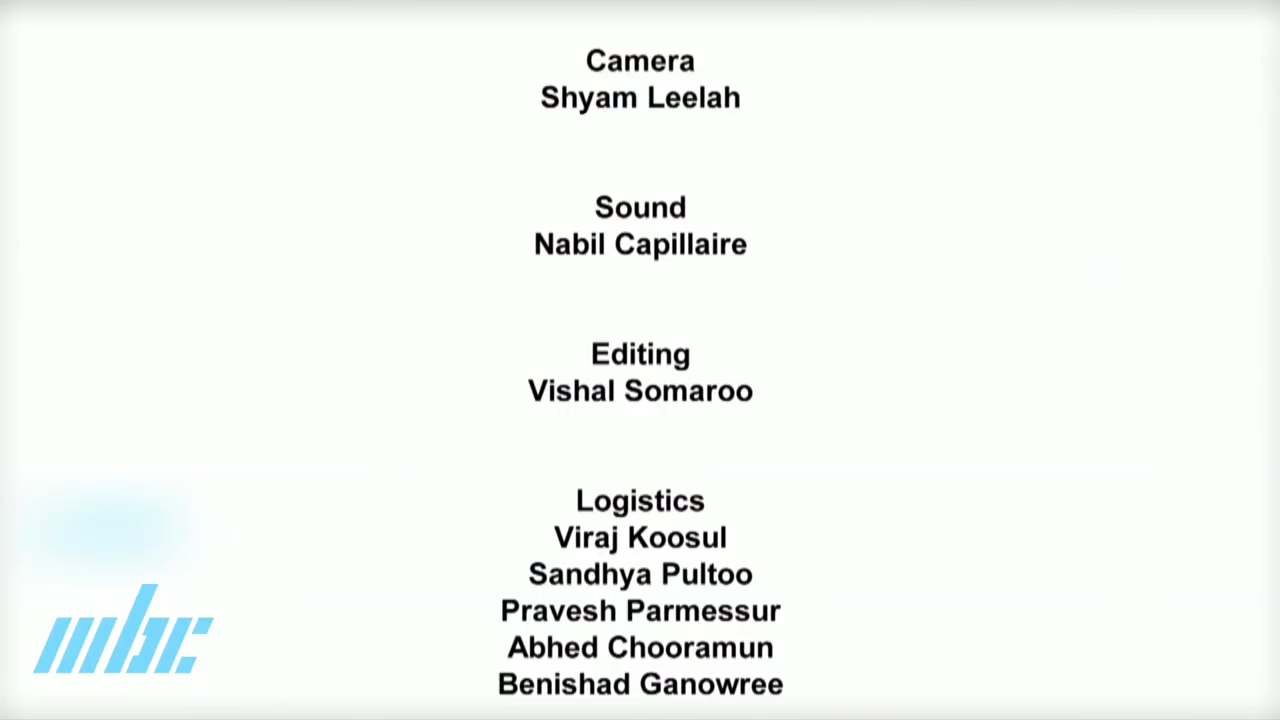 Camera
Shyam Leelah
Sound
Nabil Capillaire
Editing
Vishal Somaroo
Logistics
Viraj Koosul
Sandhya Pultoo
Pravesh Parmessur
Abhed Chooramun
Benishad Ganowree
mbc